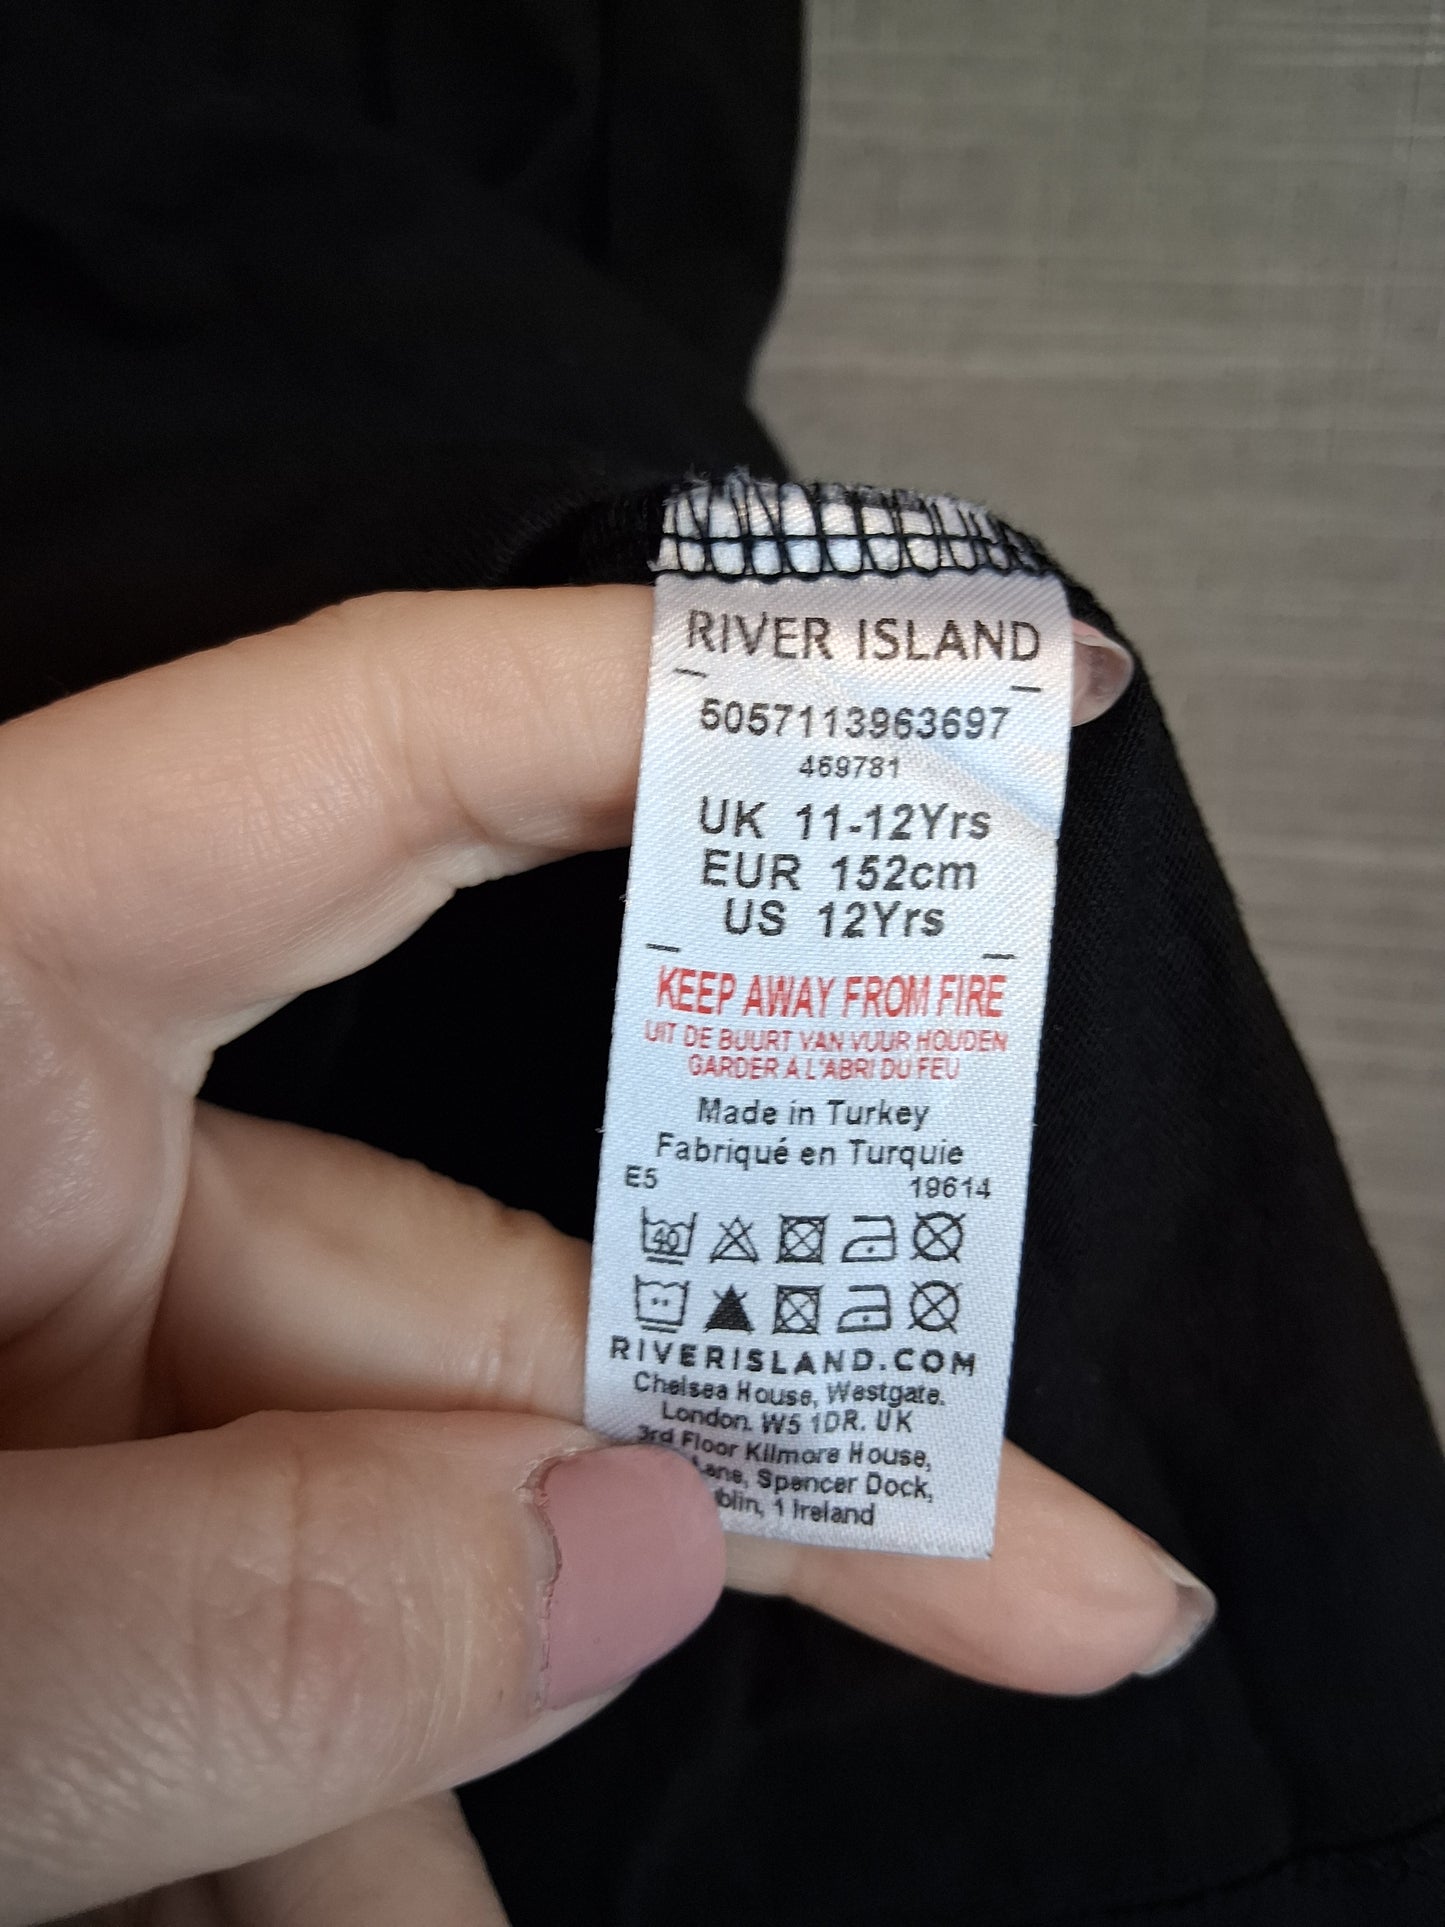 RIVER ISLAND
5057113963697
469781
UK 11-12Yrs
EUR 152cm
US 12Yrs
KEEP AWAY FROM FIRE
UIT DE BUURT VAN VUUR HOUDEN
GARDER A L'ABRI DU FEU
Made in Turkey
Fabriqué en Turquie
E5 19614
40
RIVERISLAND.COM
Chelsea House, Westgate.
London. W5 1DR. UK
3rd Floor Kilmore House,
Spencer Dock,
1 Ireland